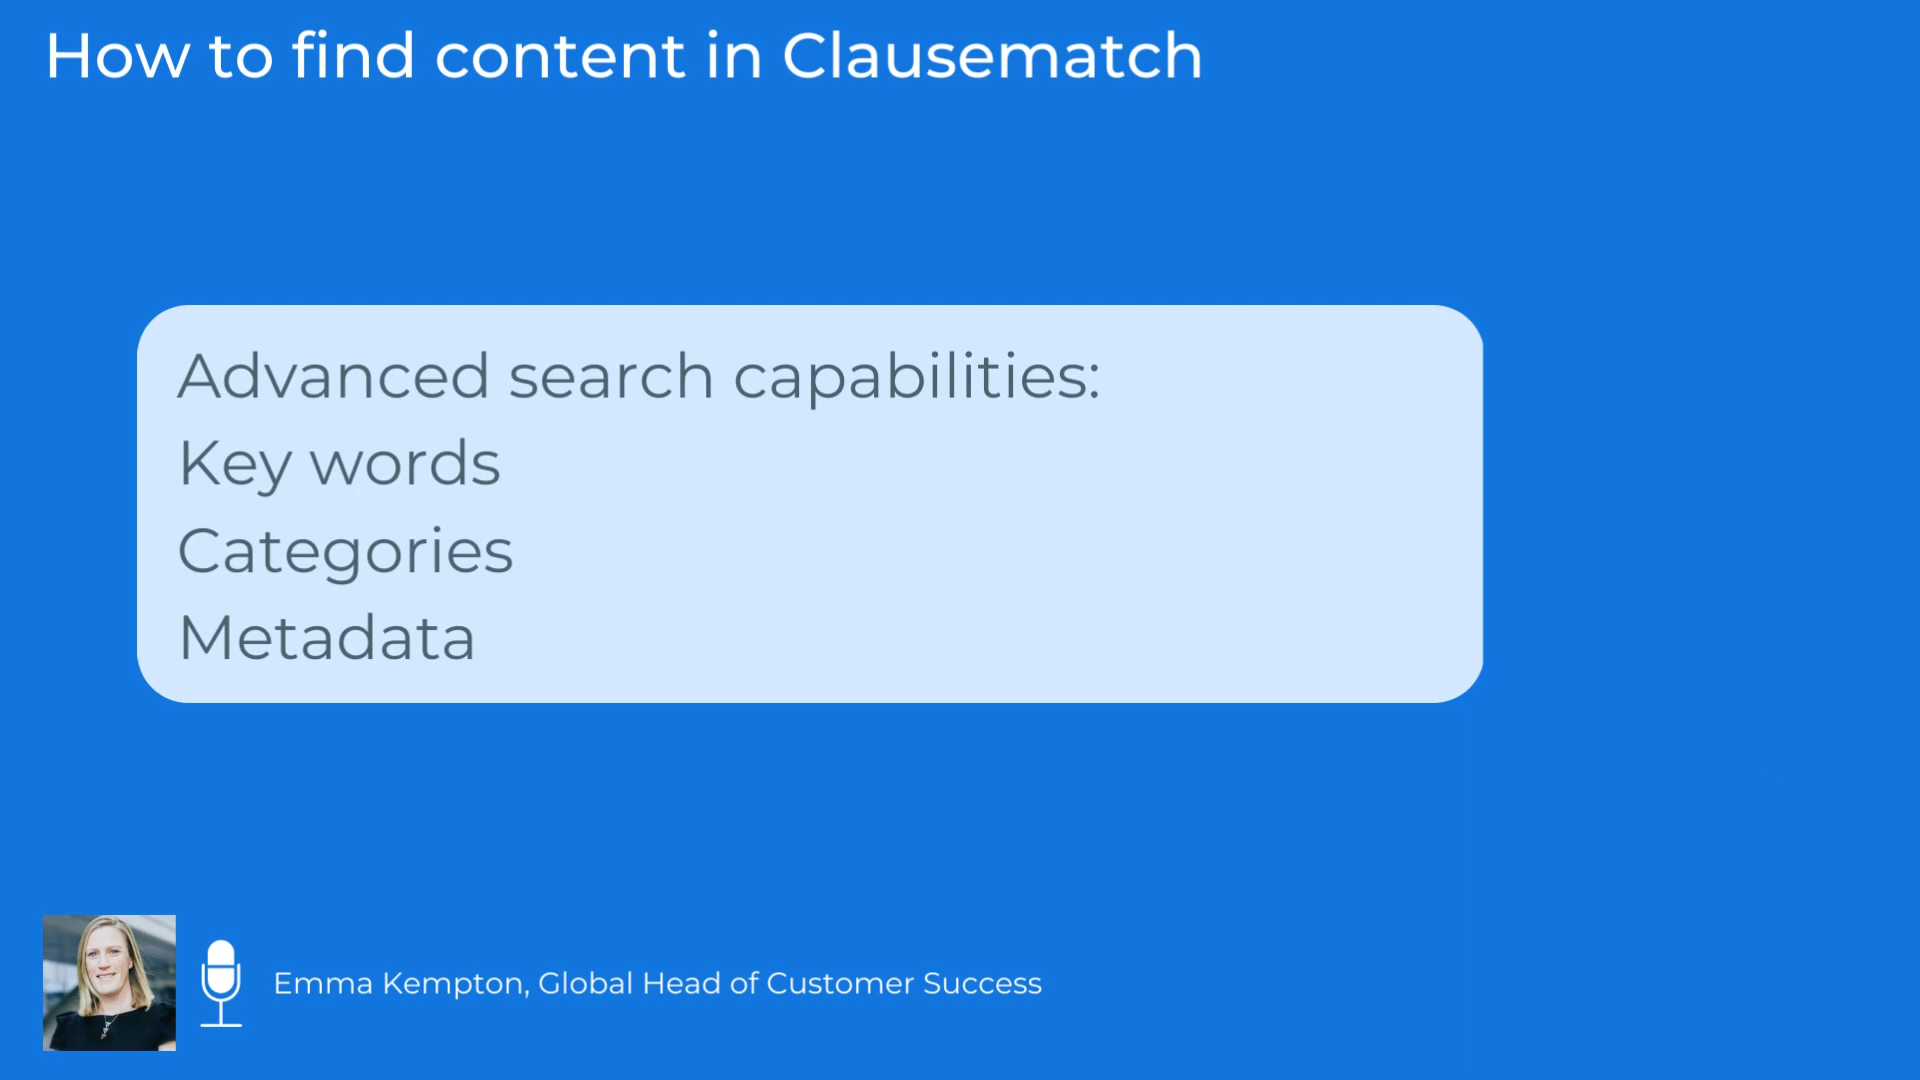 How to find content in Clausematch
Advanced search capabilities:
Key words
Categories
Metadata
Emma Kempton, Global Head of Customer Success